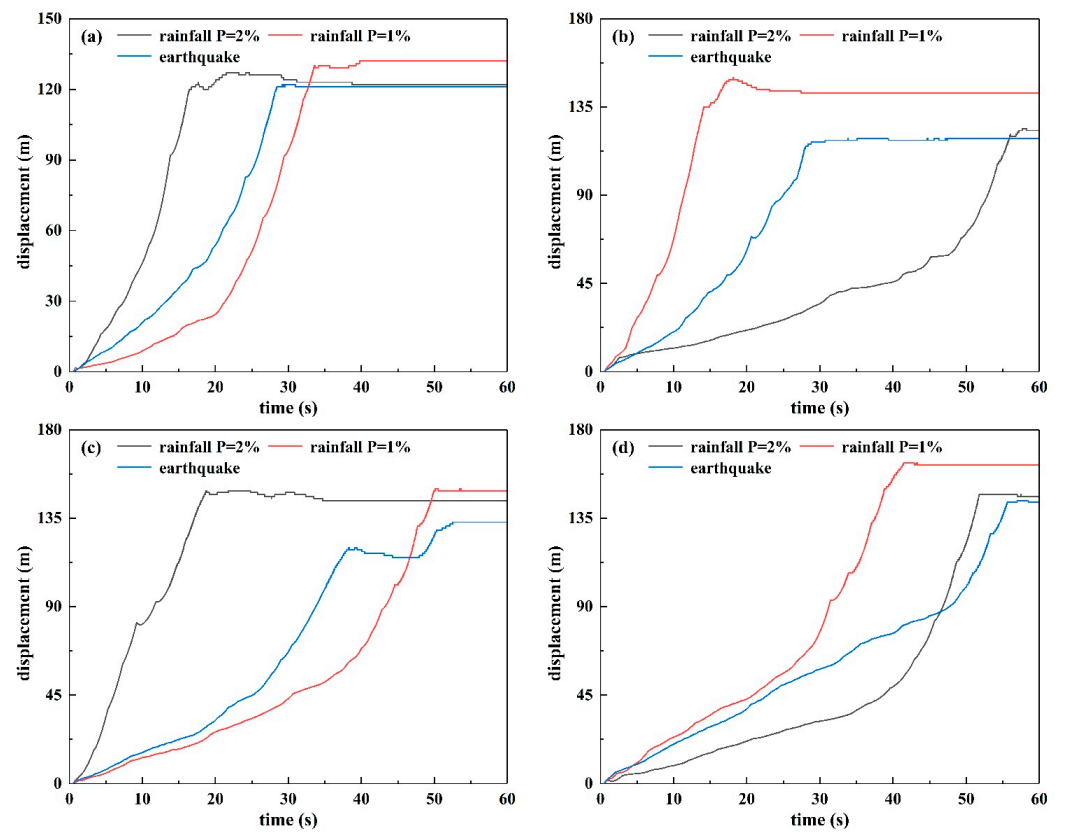 (a) rainfall P=2% rainfall P=1%
earthquake
displacement (m)
150
120
90
60
30
0
0 10 20 30 40 50 60
time (s)
(b) rainfall P=2% rainfall P=1%
earthquake
displacement (m)
180
135
90
45
0
0 10 20 30 40 50 60
time (s)
(c) rainfall P=2% rainfall P=1%
earthquake
displacement (m)
180
135
90
45
0
0 10 20 30 40 50 60
time (s)
(d) rainfall P=2% rainfall P=1%
earthquake
displacement (m)
180
135
90
45
0
0 10 20 30 40 50 60
time (s)